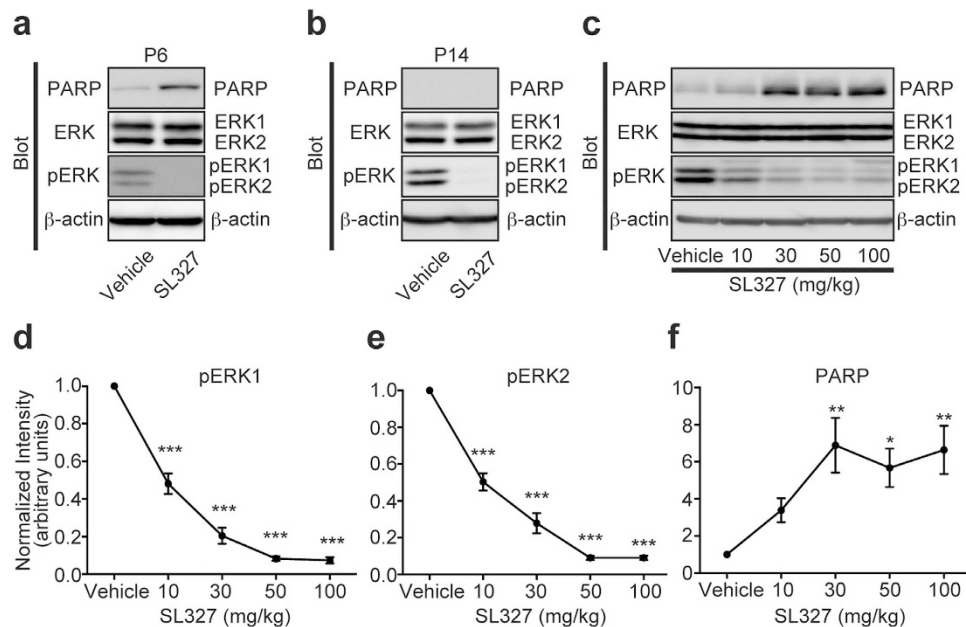 a
b
c
P6
P14
PARP
PARP
PARP
PARP
PARP
PARP
ERK
ERK1
ERK2
ERK
ERK1
ERK2
ERK
ERK1
ERK2
pERK
pERK1
pERK2
pERK
pERK1
pERK2
pERK
pERK1
pERK2
β-actin
β-actin
β-actin
β-actin
β-actin
β-actin
Blot
Blot
Blot
Vehicle
SL327
Vehicle
SL327
Vehicle 10 30 50 100
SL327 (mg/kg)
d
e
f
pERK1
pERK2
PARP
Normalized Intensity
(arbitrary units)
1.0
0.8
0.6
0.4
0.2
0.0
***
***
***
***
Vehicle 10 30 50 100
SL327 (mg/kg)
1.0
0.8
0.6
0.4
0.2
0.0
***
***
***
***
Vehicle 10 30 50 100
SL327 (mg/kg)
10
8
6
4
2
0
**
*
**
Vehicle 10 30 50 100
SL327 (mg/kg)